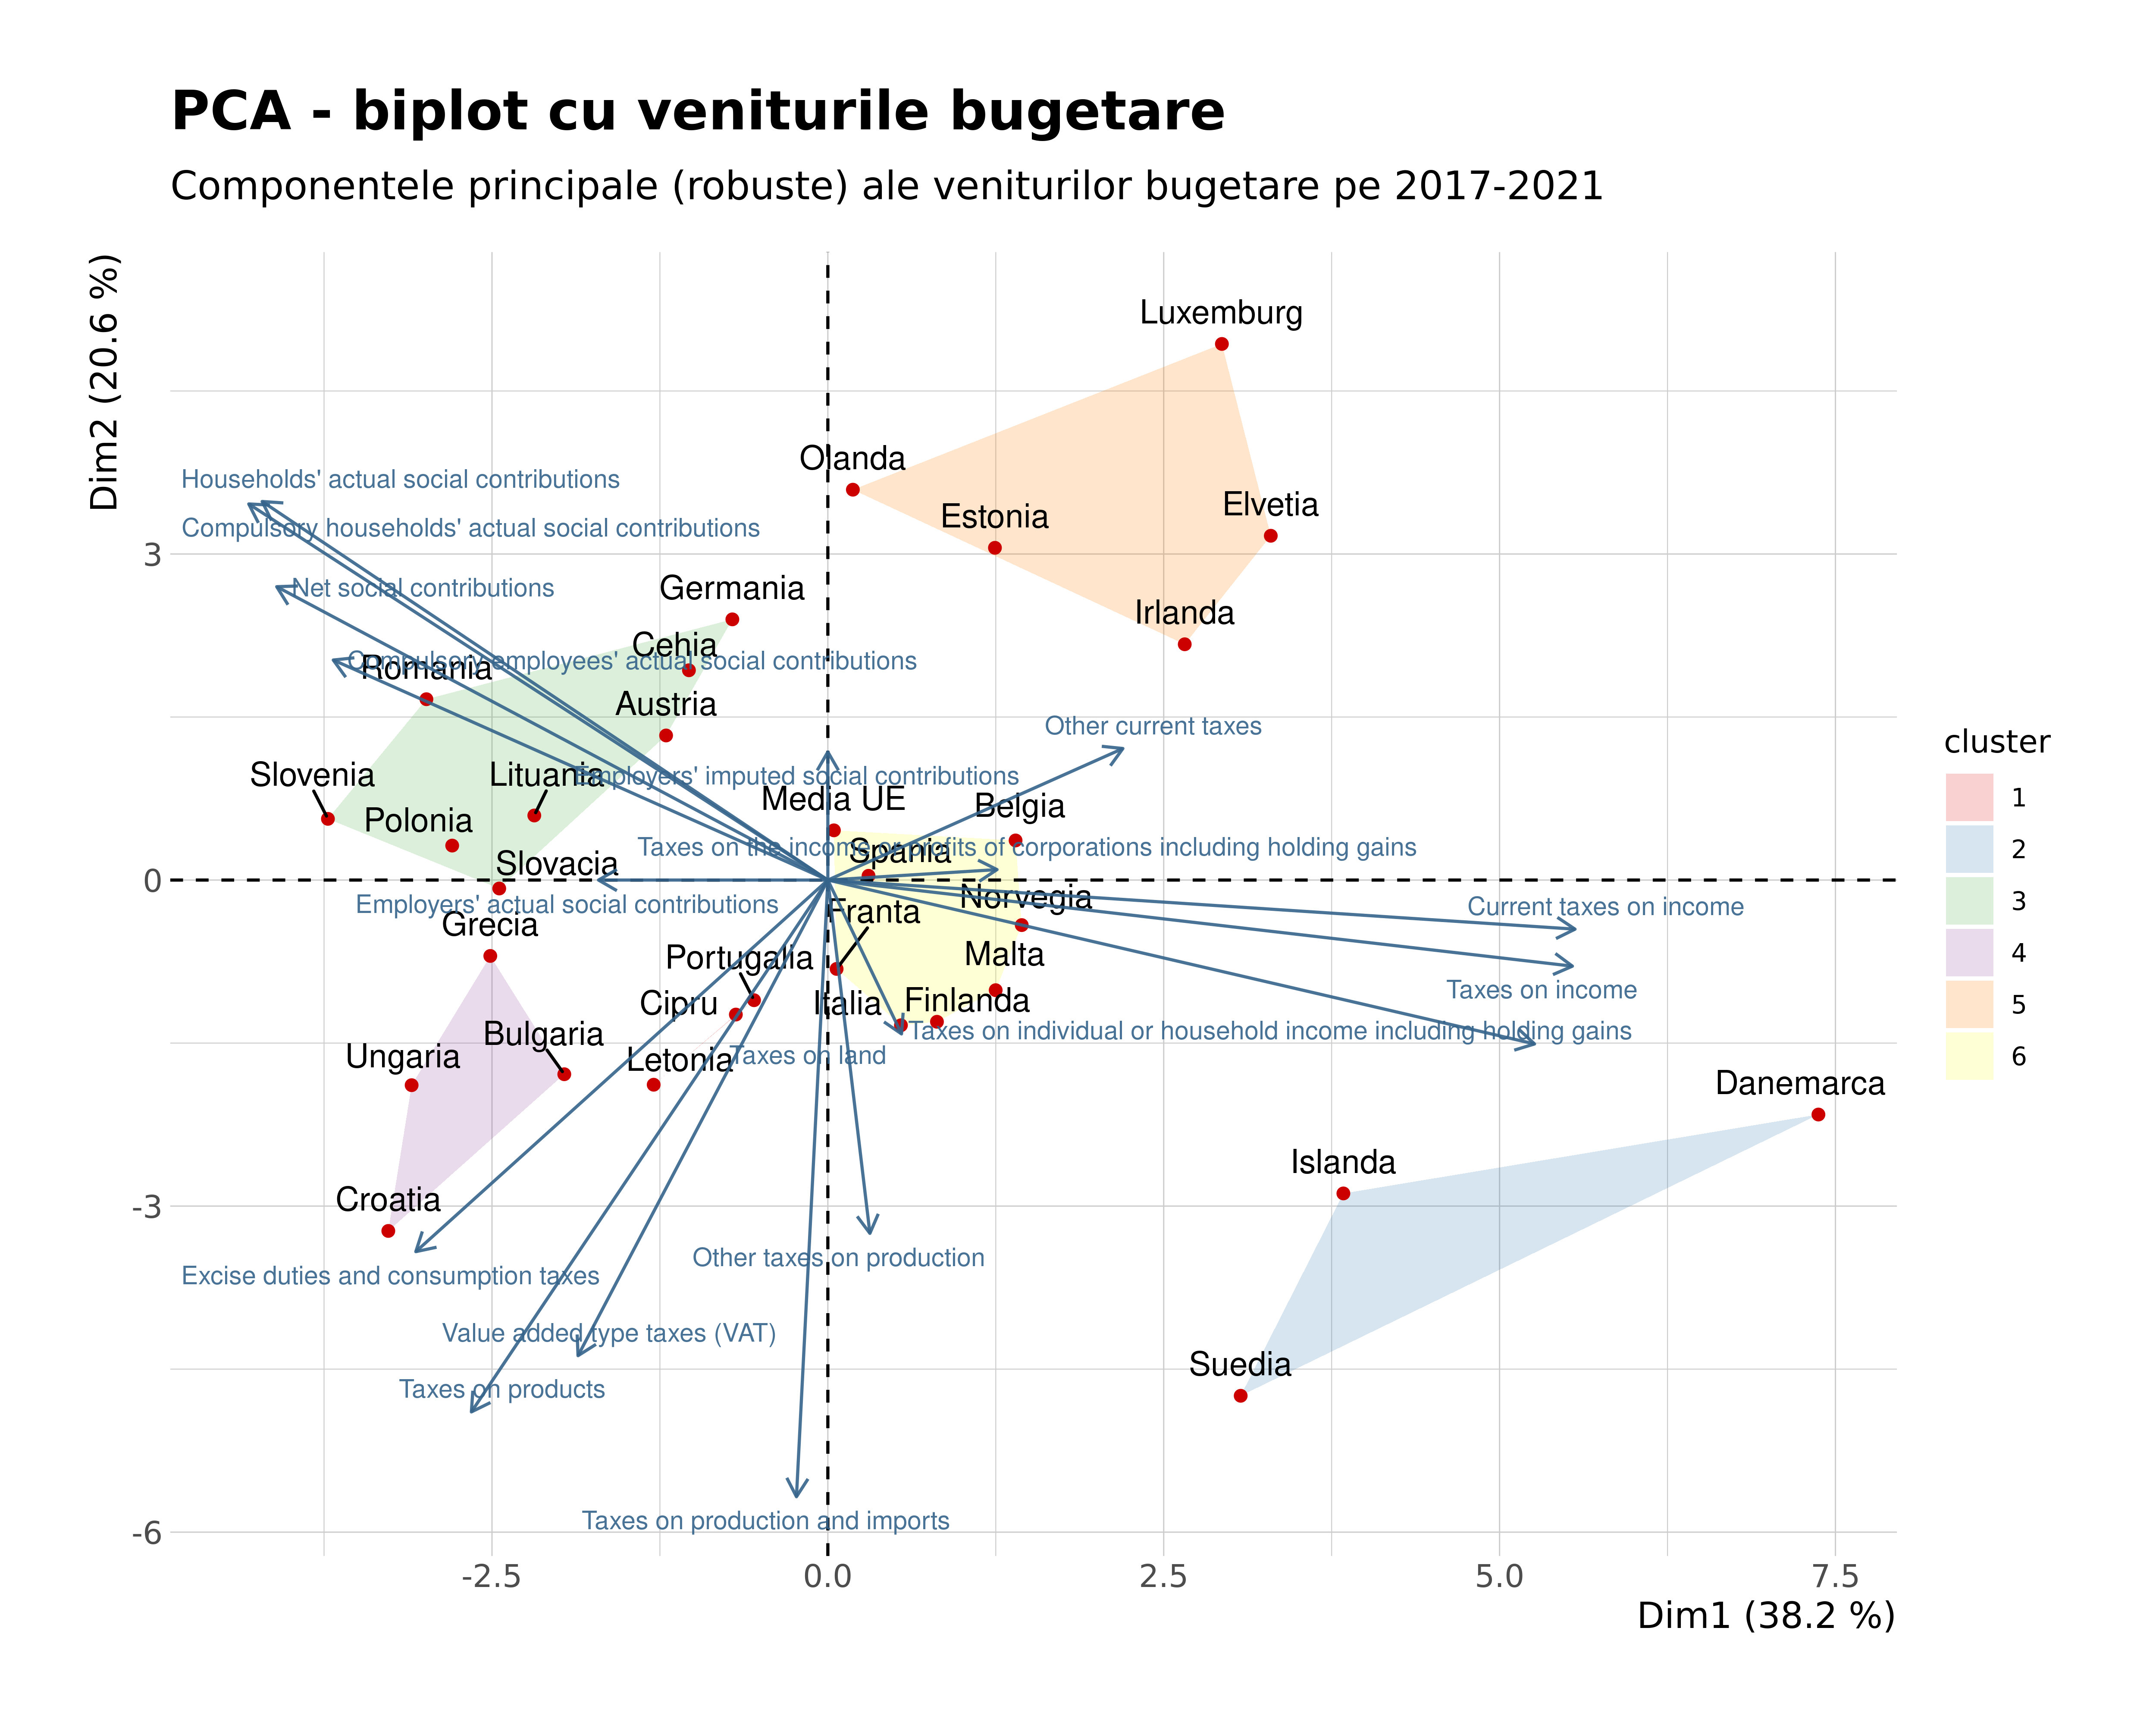 PCA - biplot cu veniturile bugetare
Componentele principale (robuste) ale veniturilor bugetare pe 2017-2021
Dim2 (20.6 %)
Luxemburg
Olanda
Households' actual social contributions
Elvetia
Estonia
Compulsory households' actual social contributions
3
Net social contributions
Germania
Irlanda
Cehia
Compulsory employees' actual social contributions
Romania
Austria
Other current taxes
cluster
Slovenia
Lituania
Employers' imputed social contributions
Media UE
1
Belgia
Polonia
Taxes on the income or profits of corporations including holding gains
2
Spania
Slovacia
0
3
Norvegia
Employers' actual social contributions
Current taxes on income
Franta
Grecia
4
Malta
Portugalia
Taxes on income
5
Cipru
Italia
Finlanda
Taxes on individual or household income including holding gains
Bulgaria
Ungaria
Letonia
Taxes on land
6
Danemarca
Islanda
Croatia
-3
Other taxes on production
Excise duties and consumption taxes
Value added type taxes (VAT)
Suedia
Taxes on products
Taxes on production and imports
-6
-2.5
0.0
2.5
5.0
7.5
Dim1 (38.2 %)